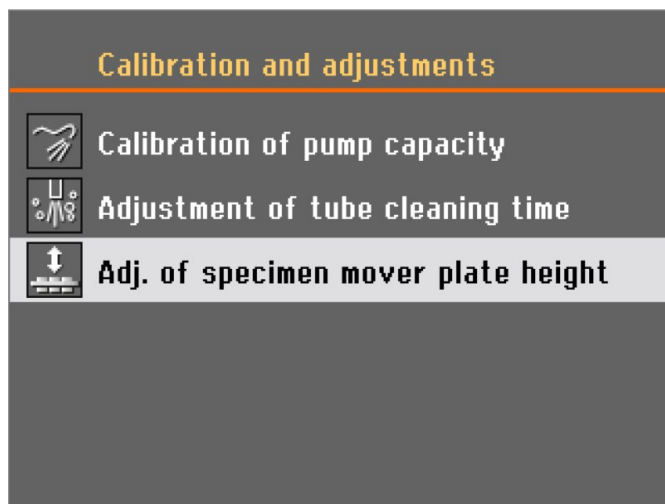 Calibration and adjustments
Calibration of pump capacity
Adjustment of tube cleaning time
Adj. of specimen mover plate height